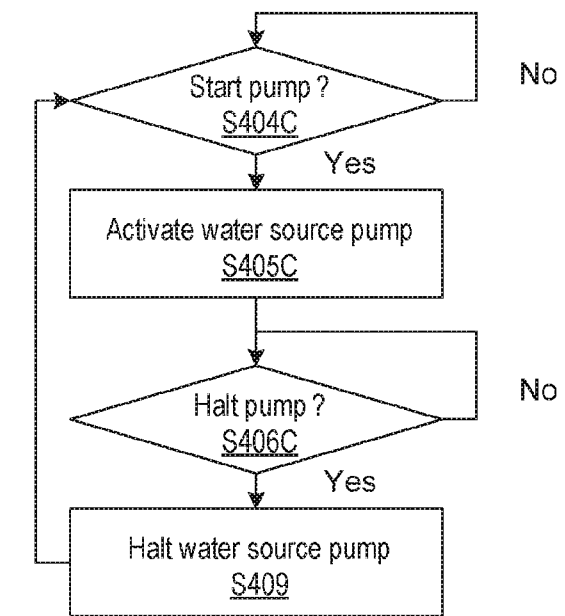 Start pump ?
No
S404C
Yes
Activate water source pump
S405C
Halt pump ?
No
S406C
Yes
Halt water source pump
S409